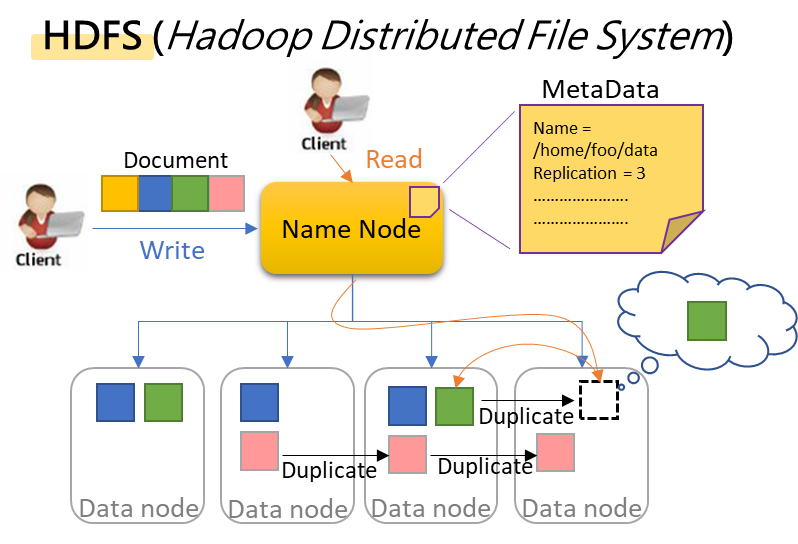 HDFS (Hadoop Distributed File System)
MetaData
Client
Read
Name =
/home/foo/data
Replication = 3
......................
......................
Document
Client
Write
Name Node
Duplicate
Duplicate
Duplicate
Data node
Data node
Data node
Data node